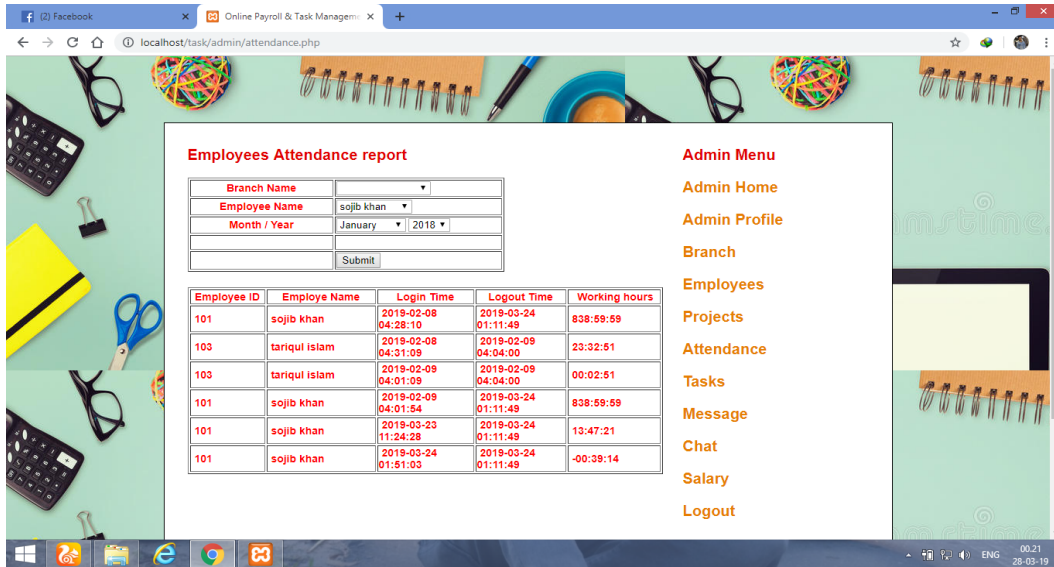 (2) Facebook
Online Payroll & Task Manageme
localhost/task/admin/attendance.php
Employees Attendance report
Branch Name
Employee Name sojib khan
Month / Year January 2018
Submit
Employee ID Employe Name Login Time Logout Time Working hours
101 sojib khan 2019-02-08 04:28:10 2019-03-24 01:11:49 838:59:59
103 tariqul islam 2019-02-08 04:31:09 2019-02-09 04:04:00 23:32:51
103 tariqul islam 2019-02-09 04:01:09 2019-02-09 04:04:00 00:02:51
101 sojib khan 2019-02-09 04:01:54 2019-03-24 01:11:49 838:59:59
101 sojib khan 2019-03-23 11:24:28 2019-03-24 01:11:49 13:47:21
101 sojib khan 2019-03-24 01:51:03 2019-03-24 01:11:49 -00:39:14
Admin Menu
Admin Home
Admin Profile
Branch
Employees
Projects
Attendance
Tasks
Message
Chat
Salary
Logout
ENG
00.21
28-03-19